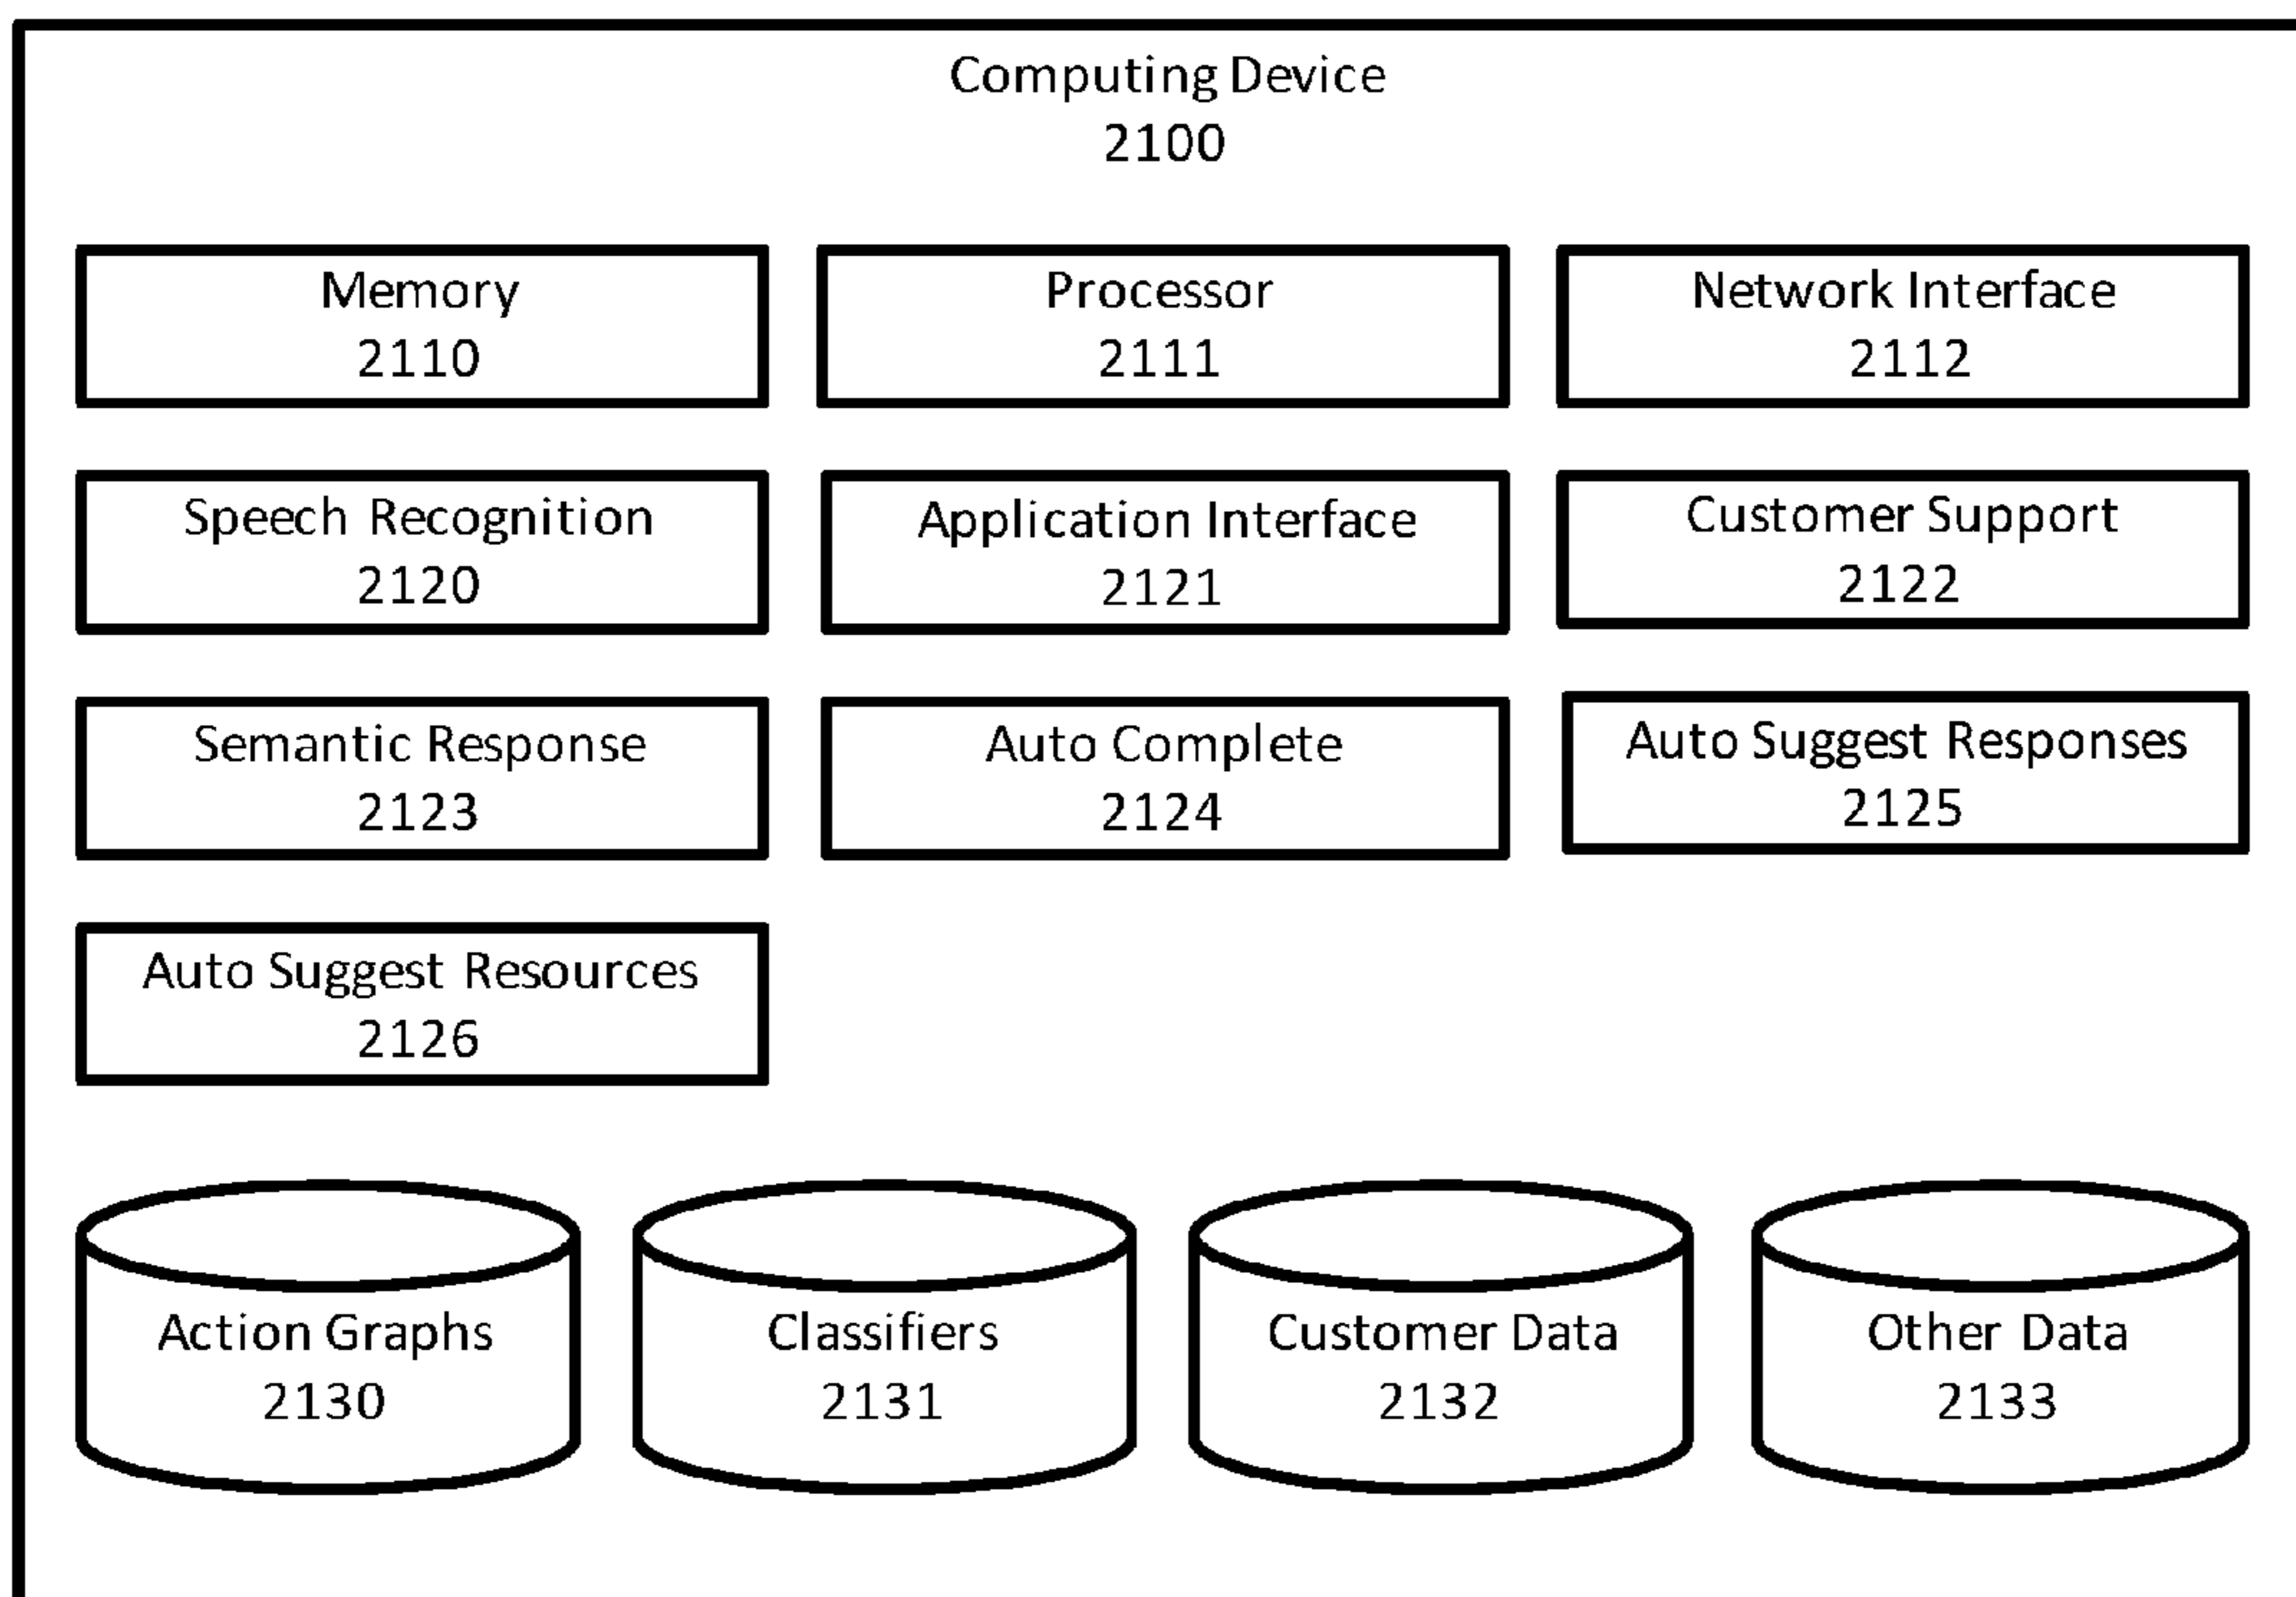 Computing Device
2100
Memory
2110
Processor
2111
Network Interface
2112
Speech Recognition
2120
Application Interface
2121
Customer Support
2122
Semantic Response
2123
Auto Complete
2124
Auto Suggest Responses
2125
Auto Suggest Resources
2126
Action Graphs
2130
Classifiers
2131
Customer Data
2132
Other Data
2133